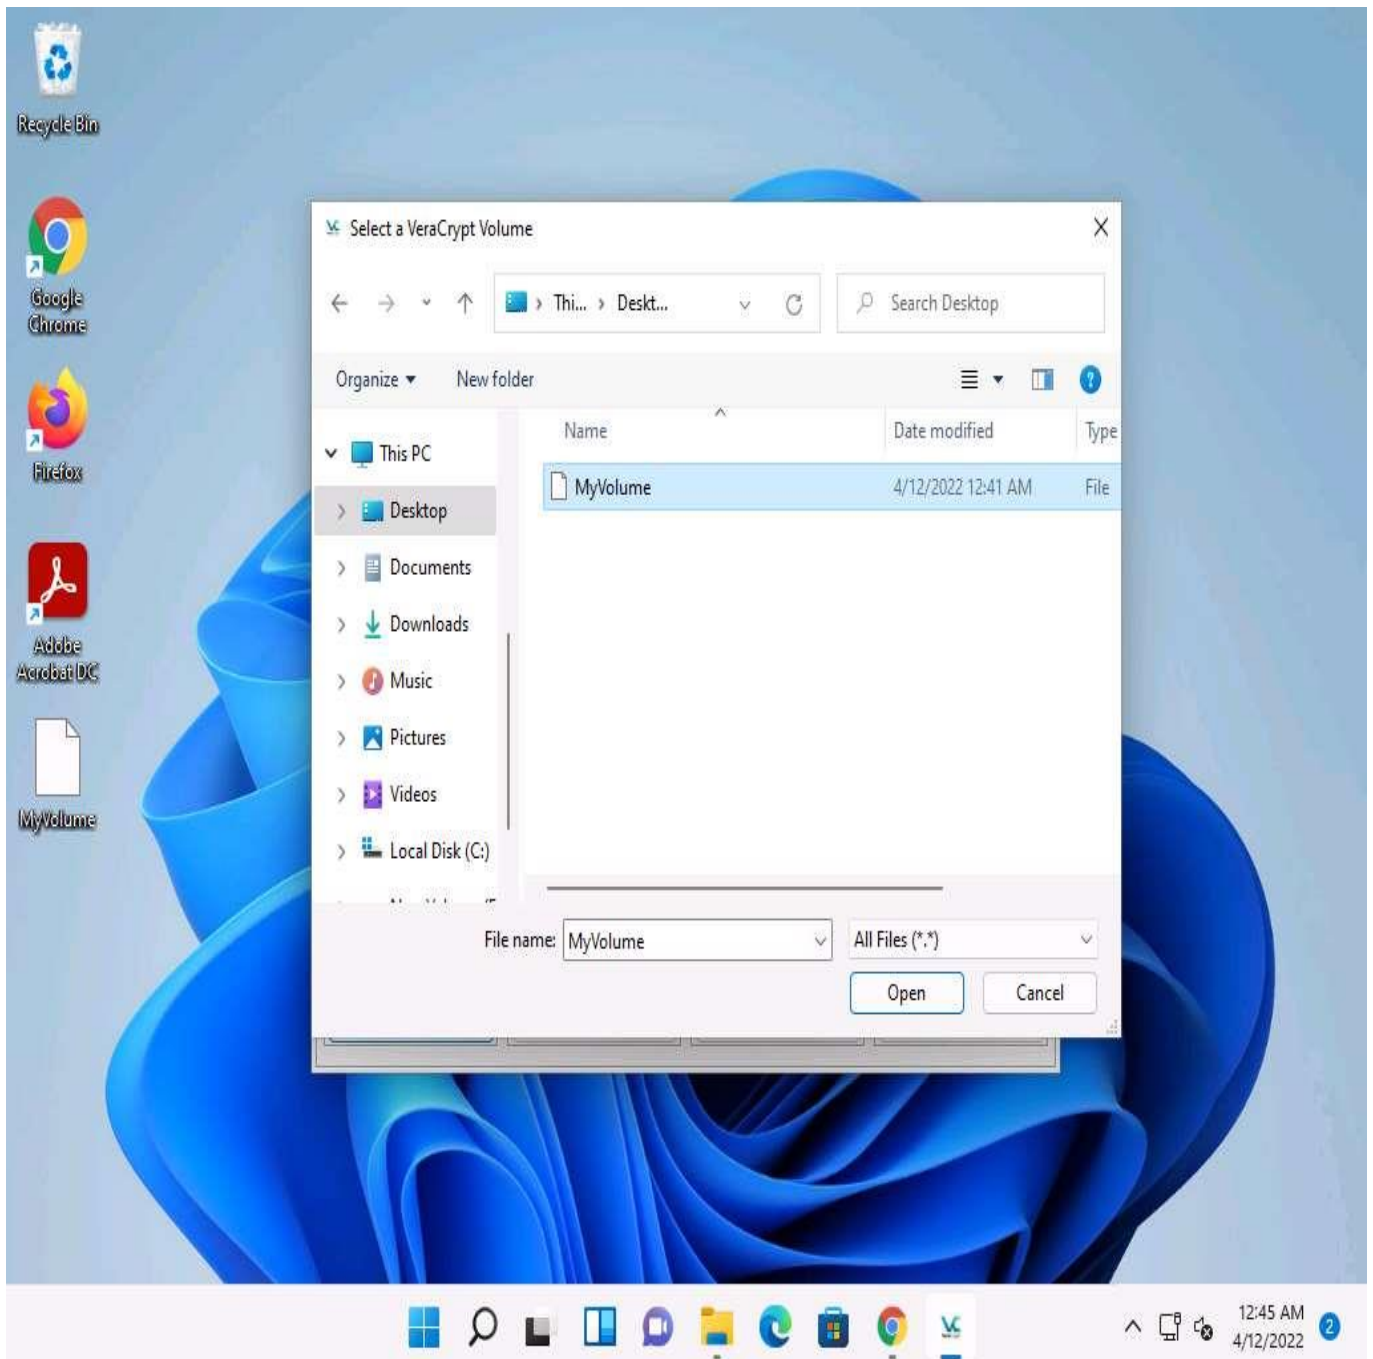 Recycle Bin
Google
Chrome
Firefox
Adobe
Acrobat DC
MyVolume
Select a VeraCrypt Volume
Thi... › Deskt...
Search Desktop
Organize
New folder
Name
Date modified
Type
This PC
Desktop
Documents
Downloads
Music
Pictures
Videos
Local Disk (C:)
MyVolume
4/12/2022 12:41 AM
File
File name:
MyVolume
All Files (*.*)
Open
Cancel
12:45 AM
4/12/2022
2